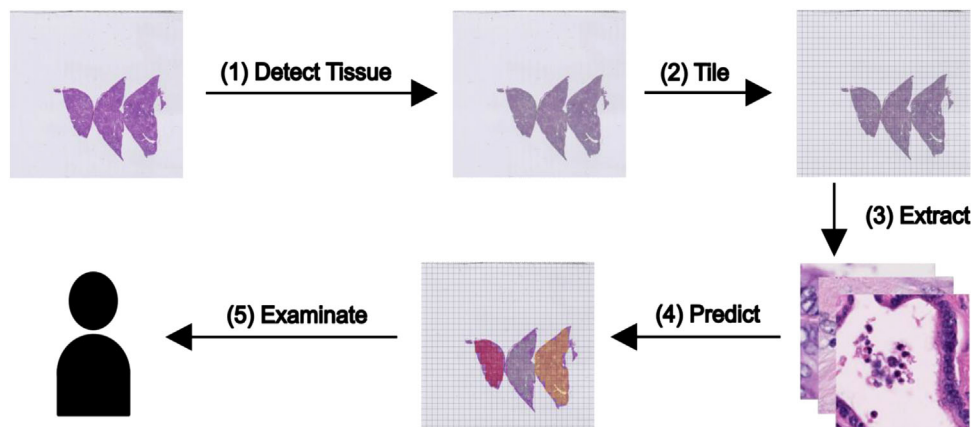 (1) Detect Tissue
(2) Tile
(3) Extract
(4) Predict
(5) Examinate